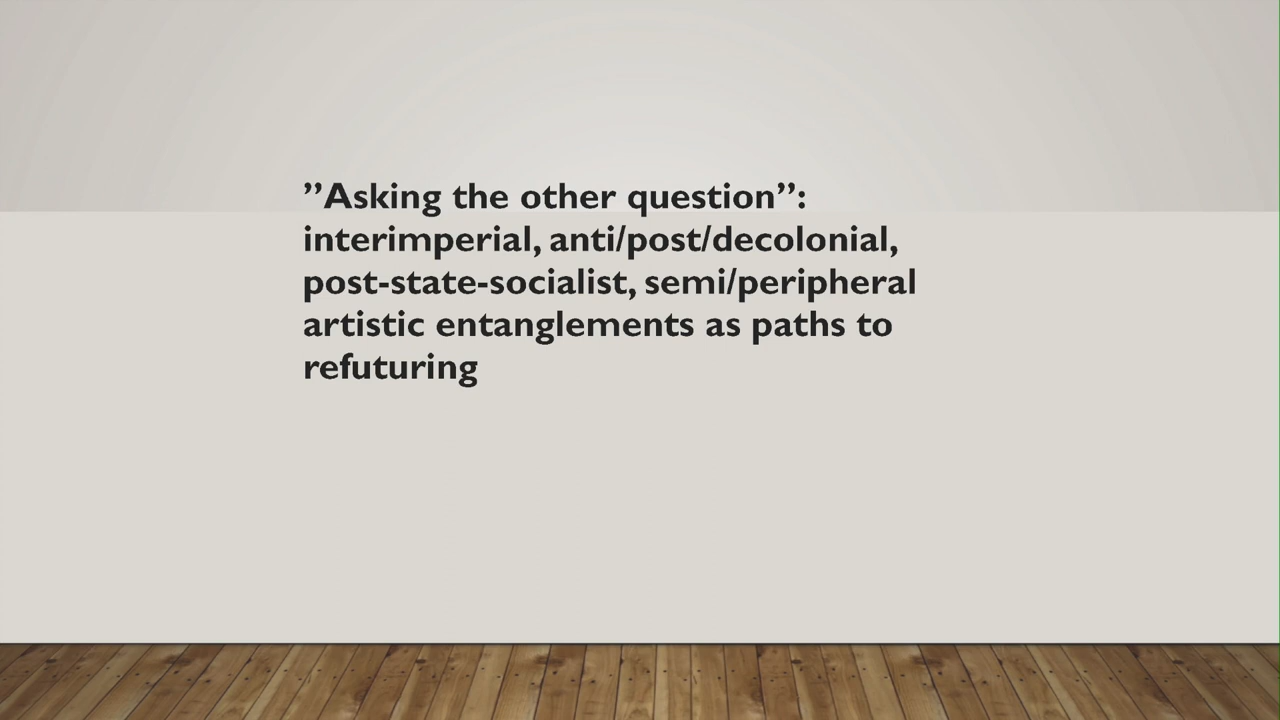 ”Asking the other question”:
interimperial, anti/post/decolonial,
post-state-socialist, semi/peripheral
artistic entanglements as paths to
refuturing